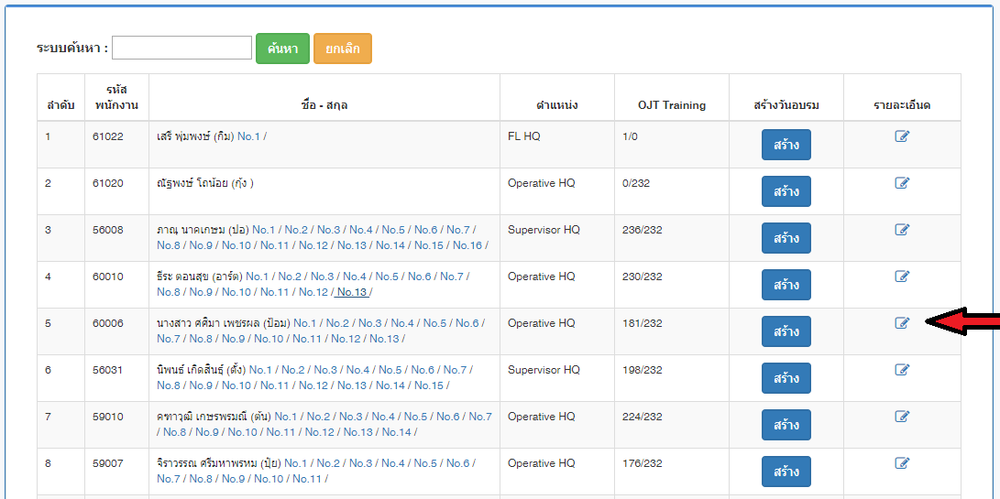 ระบบค้นหา : ค้นหา ยกเลิก
ลำดับ รหัส พนักงาน ชื่อ - สกุล ตำแหน่ง OJT Training สร้างวันอบรม รายละเอียด
1 61022 เสรี พุ่มพงษ์ (กิม) No.1 / FL HQ 1/0 สร้าง
2 61020 ณัฐพงษ์ โถน้อย (กุ้ง ) Operative HQ 0/232 สร้าง
3 56008 ภาณุ นาคเกษม (ปอ) No.1 / No.2 / No.3 / No.4 / No.5 / No.6 / No.7 / Supervisor HQ 236/232 สร้าง
No.8 / No.9 / No.10 / No.11 / No.12 / No.13 / No.14 / No.15 / No.16 /
4 60010 ธีระ ตอนสุข (อาร์ต) No.1 / No.2 / No.3 / No.4 / No.5 / No.6 / No.7 / Operative HQ 230/232 สร้าง
No.8 / No.9 / No.10 / No.11 / No.12 / No.13 /
5 60006 นางสาว ศศิมา เพชรผล (ป้อม) No.1 / No.2 / No.3 / No.4 / No.5 / No.6 / Operative HQ 181/232 สร้าง
No.7 / No.8 / No.9 / No.10 / No.11 / No.12 / No.13 /
6 56031 นิพนธ์ เกิดสินธุ์ (ตั้ง) No.1 / No.2 / No.3 / No.4 / No.5 / No.6 / No.7 / Supervisor HQ 198/232 สร้าง
No.8 / No.9 / No.10 / No.11 / No.12 / No.13 / No.14 / No.15 /
7 59010 คฑาวุฒิ เกษรพรมณี (ต้น) No.1 / No.2 / No.3 / No.4 / No.5 / No.6 / No.7 Operative HQ 224/232 สร้าง
/ No.8 / No.9 / No.10 / No.11 / No.12 / No.13 / No.14 /
8 59007 จิราวรรณ ศรีมหาพรหม (ปุ้ย) No.1 / No.2 / No.3 / No.4 / No.5 / No.6 / Operative HQ 176/232 สร้าง
No.7 / No.8 / No.9 / No.10 / No.11 /